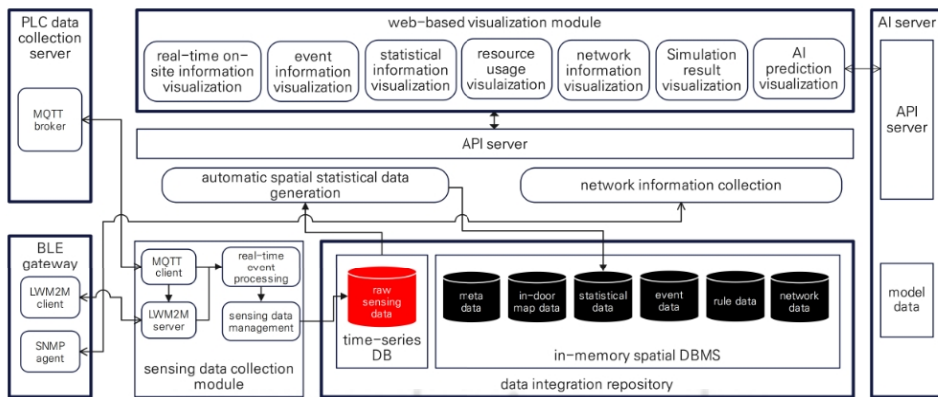 PLC data
collection
server
MQTT
broker
web-based visualization module
real-time on-
site information
visualization
event
information
visualization
statistical
information
visualization
resource
usage
visulaiztion
network
information
visualization
Simulation
result
visualization
AI
prediction
visualization
AI server
API
server
model
data
API server
automatic spatial statistical data
generation
network information collection
BLE
gateway
LWM2M
client
SNMP
agent
MQTT
client
real-time
event
processing
LWM2M
server
sensing data
management
sensing data collection
module
raw
sensing
data
time-series
DB
meta
data
in-door
map data
statistical
data
event
data
rule data
network
data
in-memory spatial DBMS
data integration repository